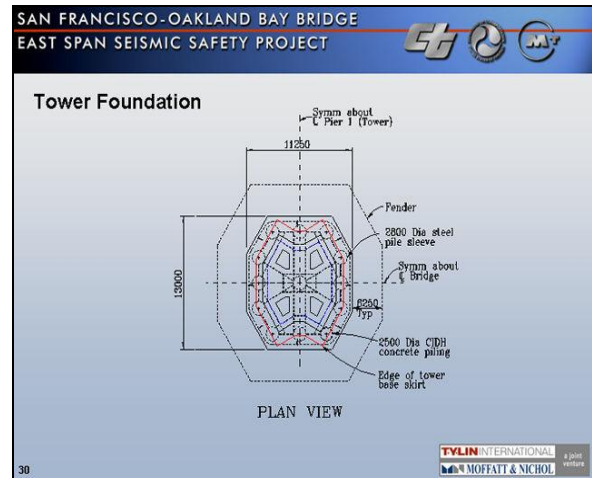 SAN FRANCISCO-OAKLAND BAY BRIDGE
EAST SPAN SEISMIC SAFETY PROJECT
Tower Foundation
Symm about
℄ Pier 1 (Tower)
11250
Fender
2800 Dia steel
pile sleeve
Symm about
℄ Bridge
13000
6250
Typ
2500 Dia CIDH
concrete piling
Edge of tower
base skirt
PLAN VIEW
30
TYLIN INTERNATIONAL
MOFFATT & NICHOL
a joint
venture